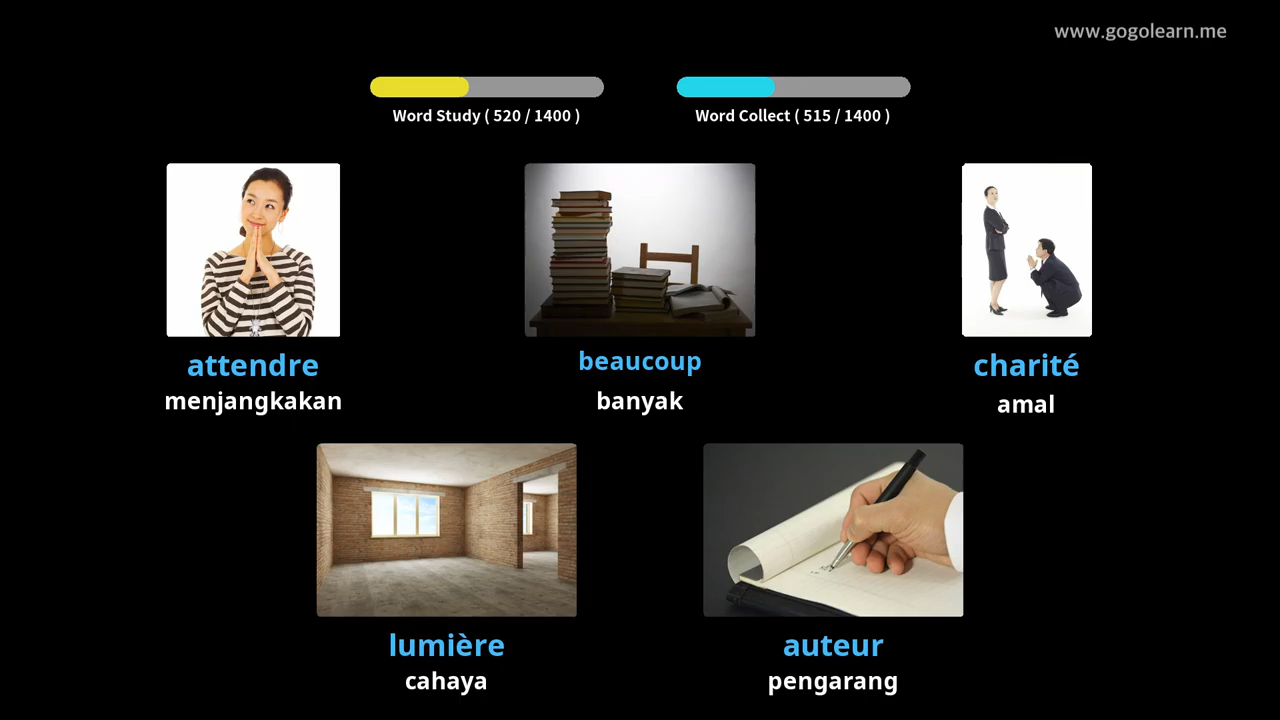 www.gogolearn.me
Word Study ( 520 / 1400 )
Word Collect ( 515 / 1400 )
attendre
menjangkakan
beaucoup
banyak
charité
amal
lumière
cahaya
auteur
pengarang